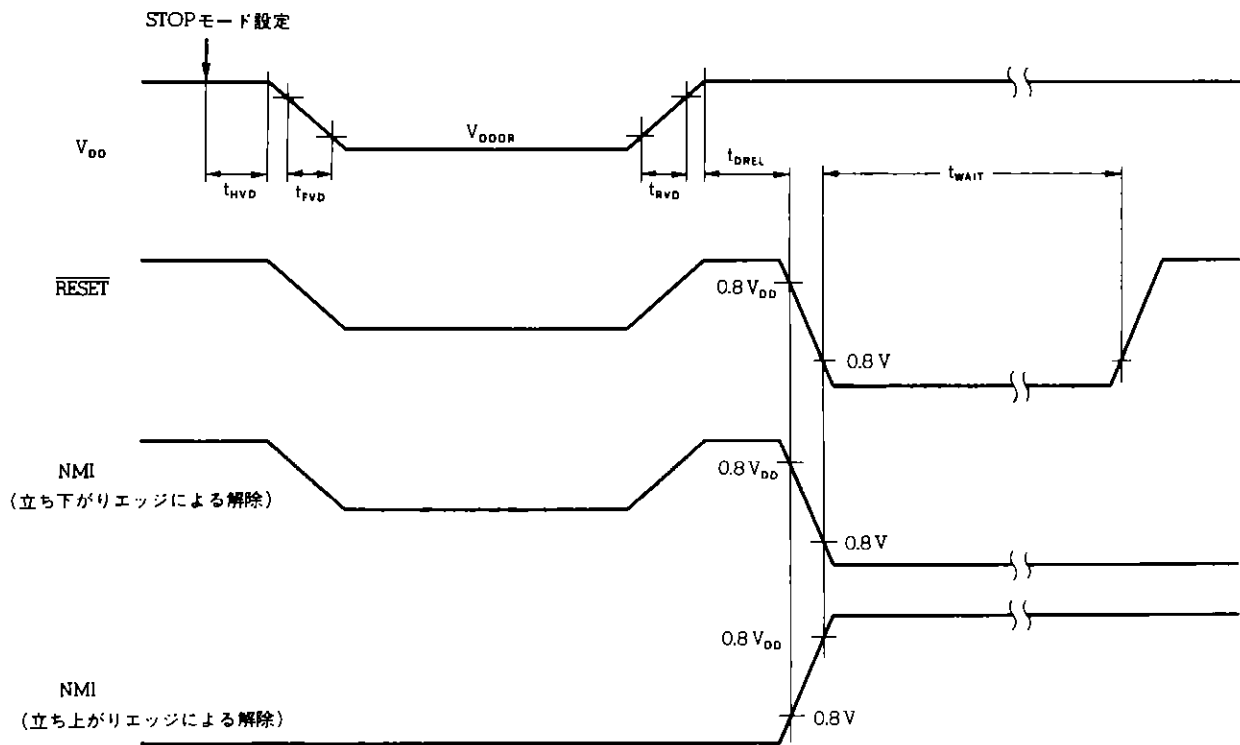 STOPモード設定
VDD
VDDDR
tHVD
tFVD
tRVD
tDREL
tWAIT
RESET
0.8 VDD
0.8 V
NMI
(立ち下がりエッジによる解除)
0.8 VDD
0.8 V
0.8 VDD
NMI
(立ち上がりエッジによる解除)
0.8 V